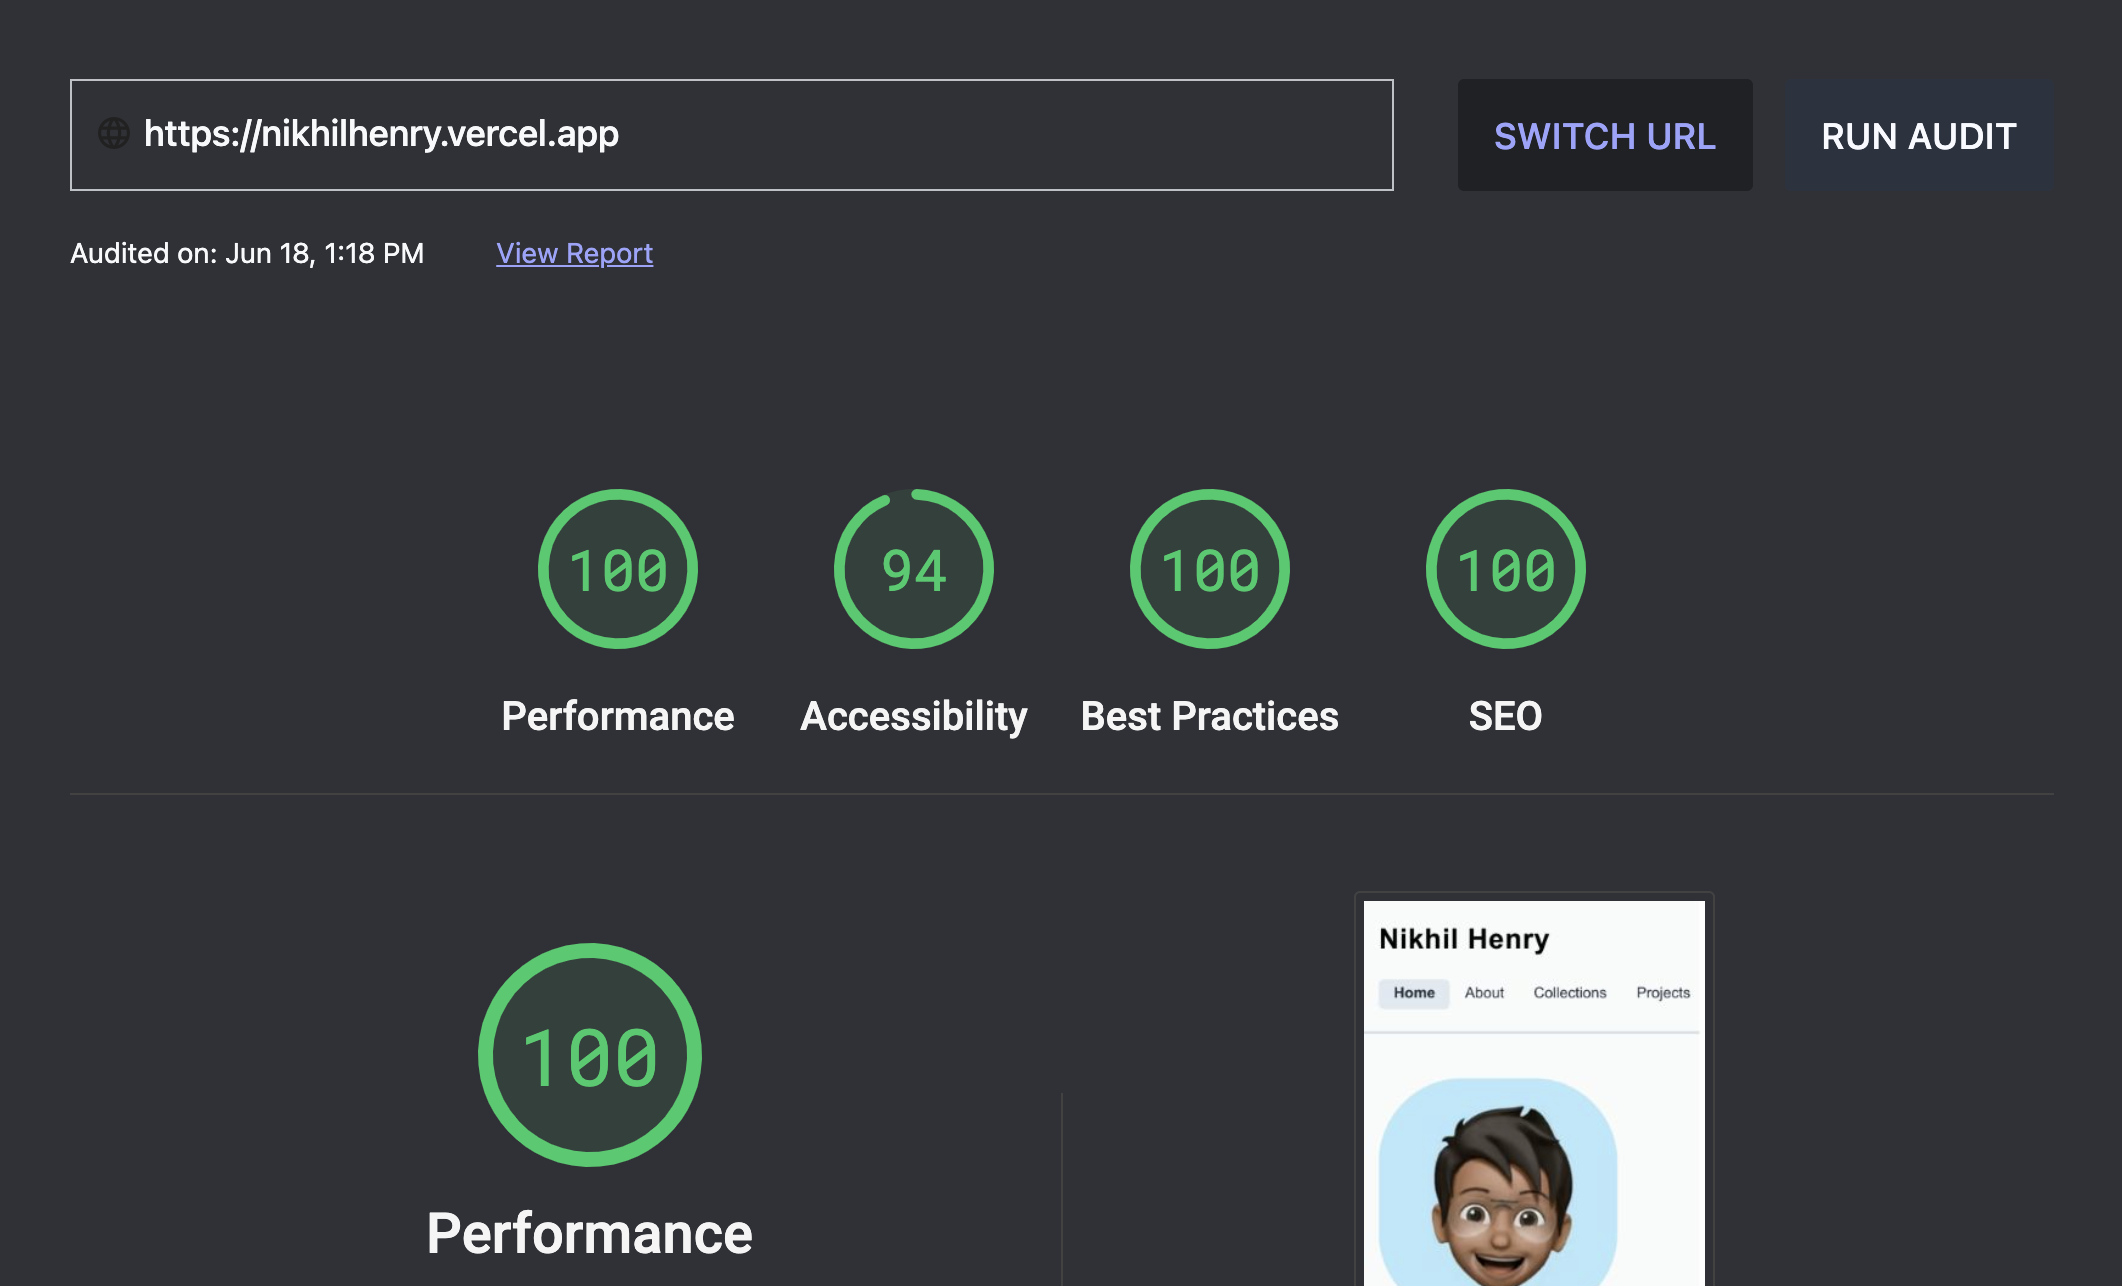 https://nikhilhenry.vercel.app
SWITCH URL
RUN AUDIT
Audited on: Jun 18, 1:18 PM
View Report
100
94
100
100
Performance
Accessibility
Best Practices
SEO
100
Performance
Nikhil Henry
Home
About
Collections
Projects